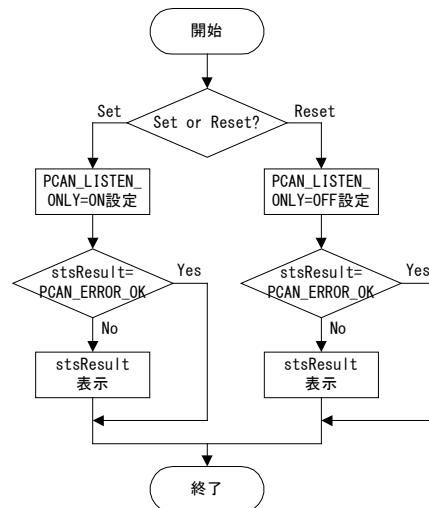 開始
Set or Reset?
Set
Reset
PCAN_LISTEN_
ONLY=ON設定
PCAN_LISTEN_
ONLY=OFF設定
stsResult=
PCAN_ERROR_OK
Yes
stsResult=
PCAN_ERROR_OK
Yes
No
No
stsResult
表示
stsResult
表示
終了